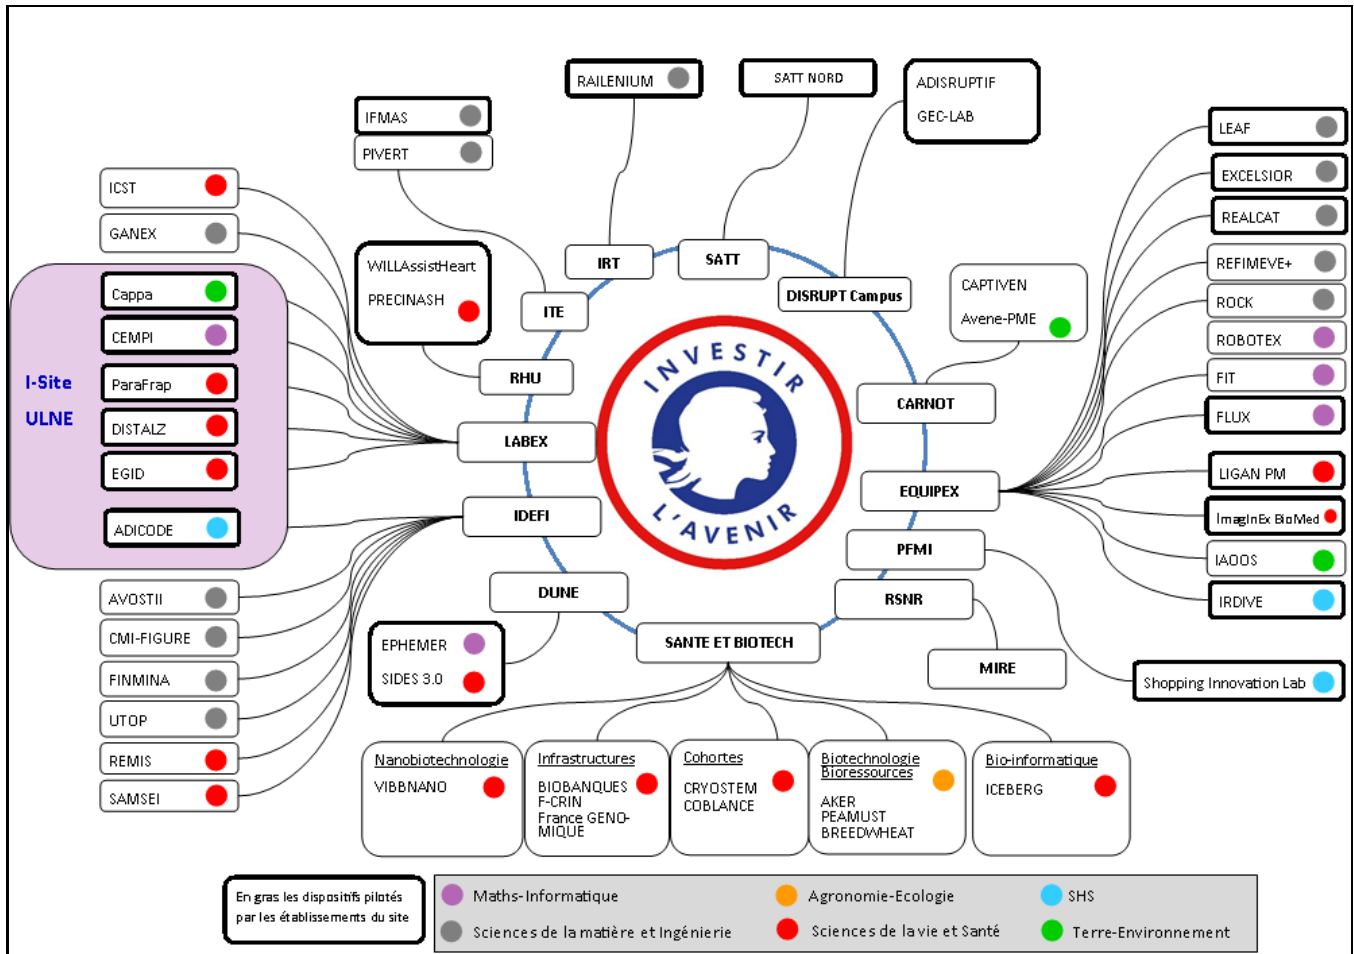 RAILENIUM
SATT NORD
ADISRUPTIF
GEC-LAB
IFMAS
PIVERT
ICST
GANEX
I-Site
ULNE
Cappa
CEMPI
ParaFrap
DISTALZ
EGID
ADICODE
AVOSTII
CMI-FIGURE
FINMINA
UTOP
REMIS
SAMSEI
WILLAssistHeart
PRECINASH
IRT
SATT
DISRUPT Campus
ITE
RHU
LABEX
IDEFI
DUNE
SANTE ET BIOTECH
CARNOT
EQUIPEX
PFMI
RSNR
MIRE
INVESTIR
L'AVENIR
CAPTIVEN
Avene-PME
LEAF
EXCELSIOR
REALCAT
REFIMEVE+
ROCK
ROBOTEX
FIT
FLUX
LIGAN PM
ImagInEx BioMed
IAOOS
IRDIVE
Shopping Innovation Lab
EPHEMER
SIDES 3.0
Nanobiotechnologie
VIBBNANO
Infrastructures
BIOBANQUES
F-CRIN
France GENO-
MIQUE
Cohortes
CRYOSTEM
COBLANCE
Biotechnologie
Bioressources
AKER
PEAMUST
BREEDWHEAT
Bio-informatique
ICEBERG
En gras les dispositifs pilotés
par les établissements du site
Maths-Informatique
Agronomie-Ecologie
SHS
Sciences de la matière et Ingénierie
Sciences de la vie et Santé
Terre-Environnement